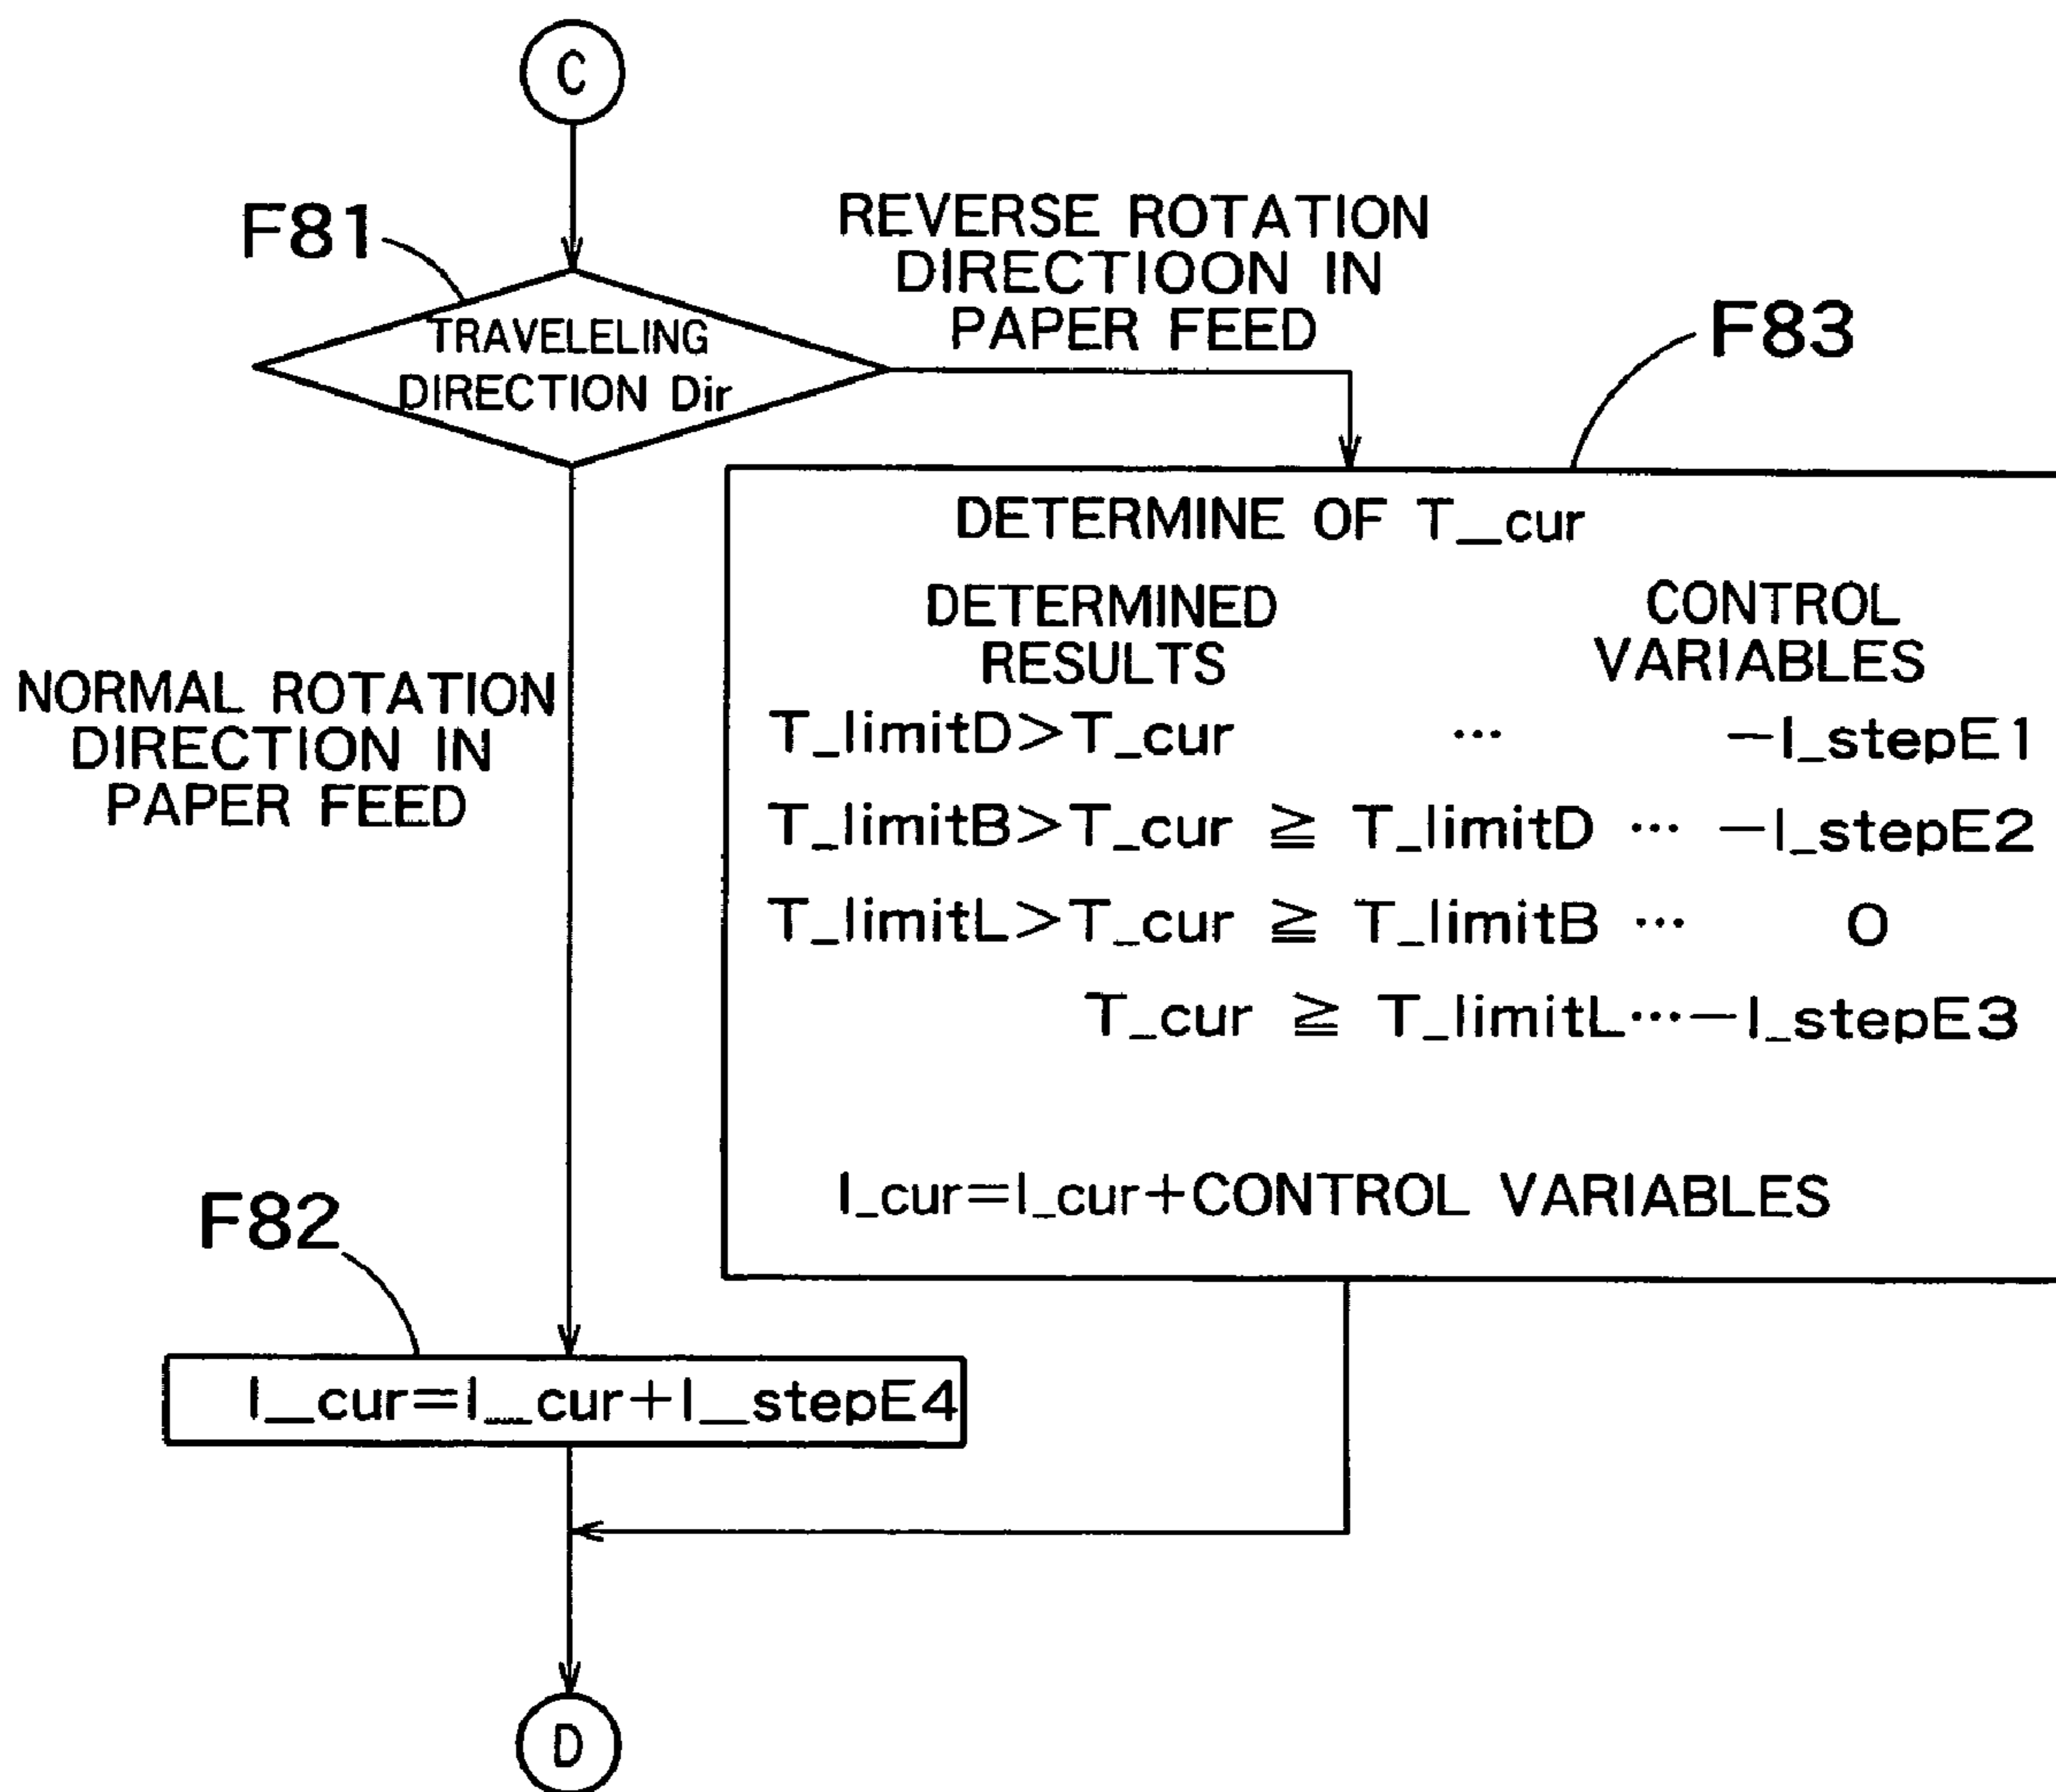 C
F81
TRAVELELING
DIRECTION Dir
REVERSE ROTATION
DIRECTIOON IN
PAPER FEED
F83
NORMAL ROTATION
DIRECTION IN
PAPER FEED
DETERMINE OF T_cur
DETERMINED
RESULTS
CONTROL
VARIABLES
T_limitD>T_cur … −I_stepE1
T_limitB>T_cur ≧ T_limitD … −I_stepE2
T_limitL>T_cur ≧ T_limitB … 0
T_cur ≧ T_limitL…−I_stepE3
I_cur=I_cur+CONTROL VARIABLES
F82
I_cur=I_cur+I_stepE4
D